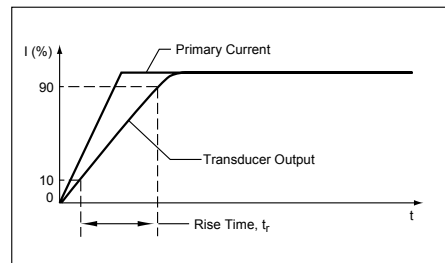 I (%)
Primary Current
90
Transducer Output
10
0
t
Rise Time, tr